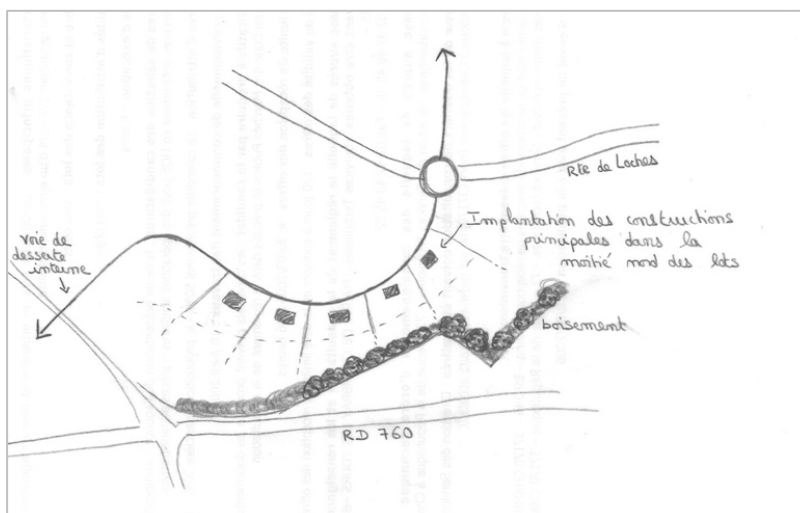 Rte de Loches
Implantation des constructions
principales dans la
moitié nord des lots
voie de
desserte
interne
boisement
RD 760